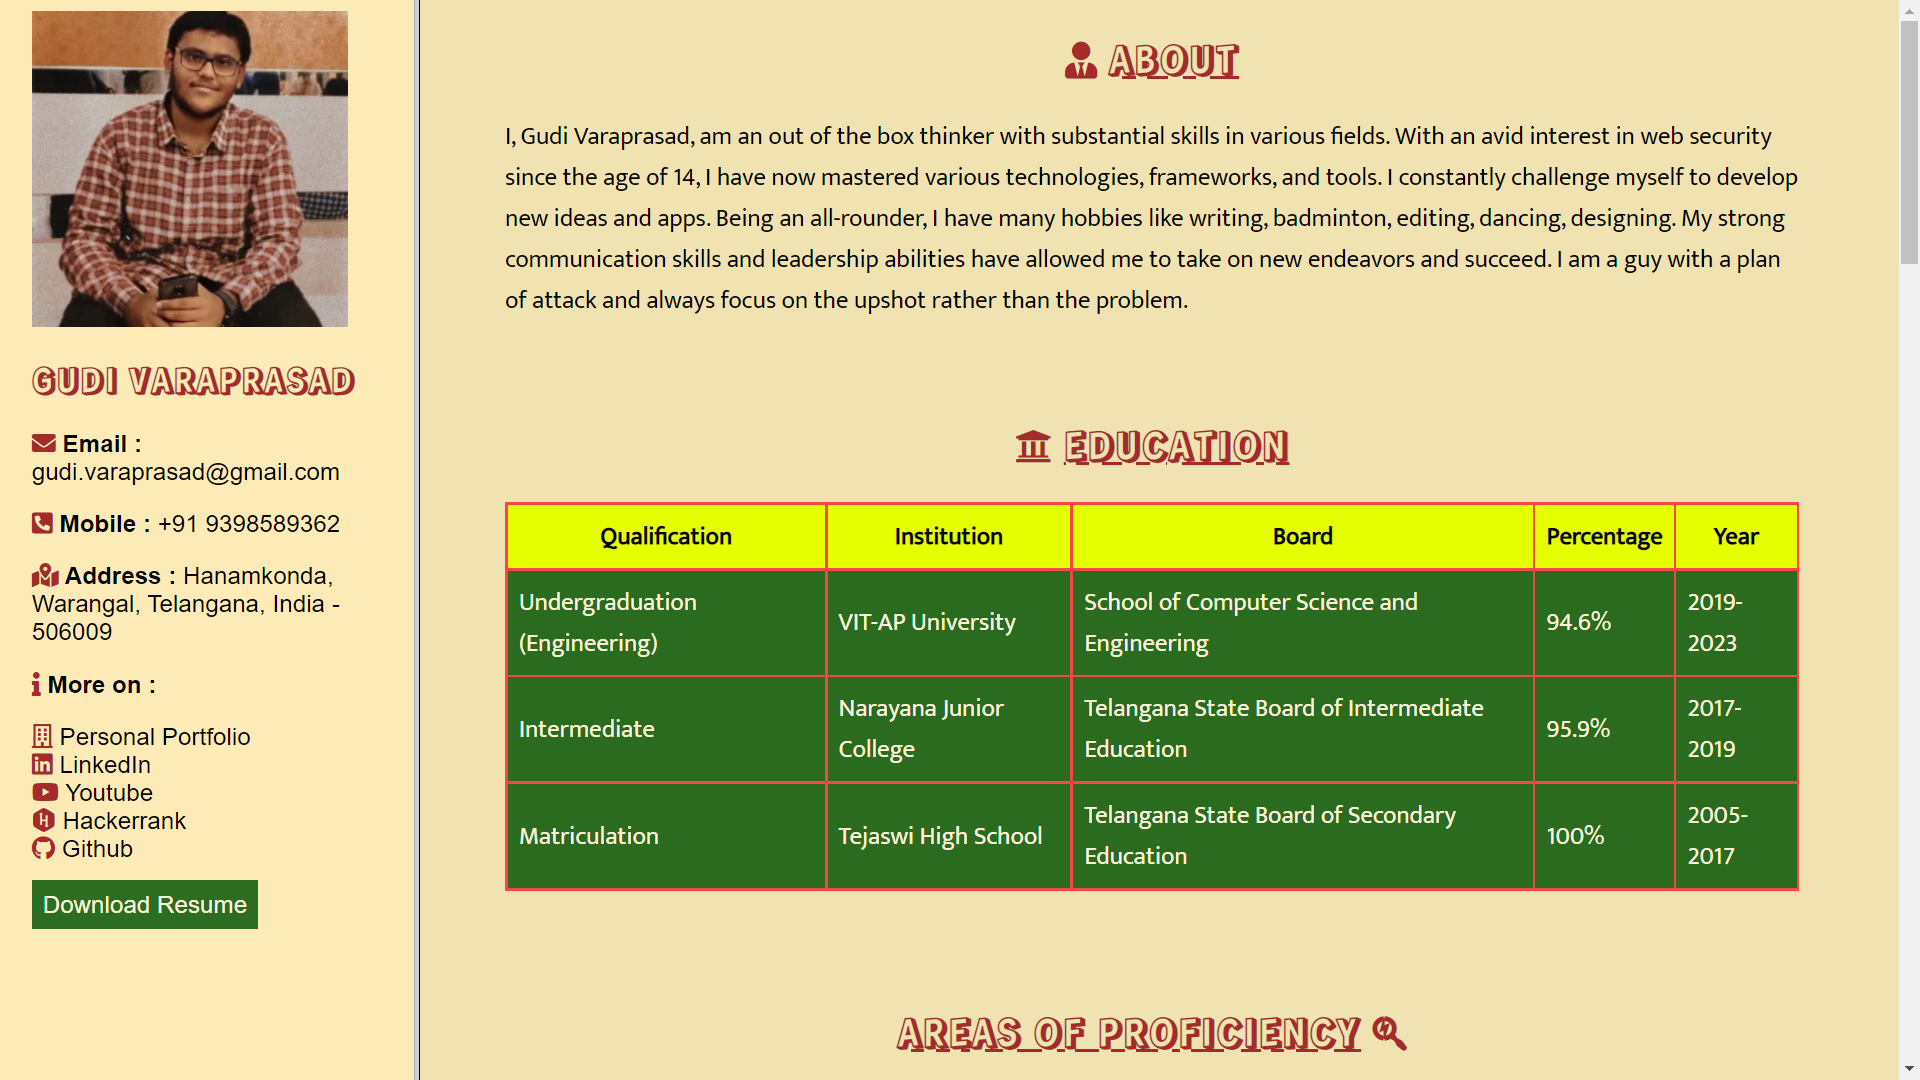 GUDI VARAPRASAD
Email :
gudi.varaprasad@gmail.com
Mobile : +91 9398589362
Address : Hanamkonda,
Warangal, Telangana, India -
506009
More on :
Personal Portfolio
LinkedIn
Youtube
Hackerrank
Github
Download Resume
ABOUT
I, Gudi Varaprasad, am an out of the box thinker with substantial skills in various fields. With an avid interest in web security
since the age of 14, I have now mastered various technologies, frameworks, and tools. I constantly challenge myself to develop
new ideas and apps. Being an all-rounder, I have many hobbies like writing, badminton, editing, dancing, designing. My strong
communication skills and leadership abilities have allowed me to take on new endeavors and succeed. I am a guy with a plan
of attack and always focus on the upshot rather than the problem.
EDUCATION
Qualification Institution Board Percentage Year
Undergraduation
(Engineering)
VIT-AP University
School of Computer Science and
Engineering
94.6%
2019-
2023
Intermediate
Narayana Junior
College
Telangana State Board of Intermediate
Education
95.9%
2017-
2019
Matriculation
Tejaswi High School
Telangana State Board of Secondary
Education
100%
2005-
2017
AREAS OF PROFICIENCY